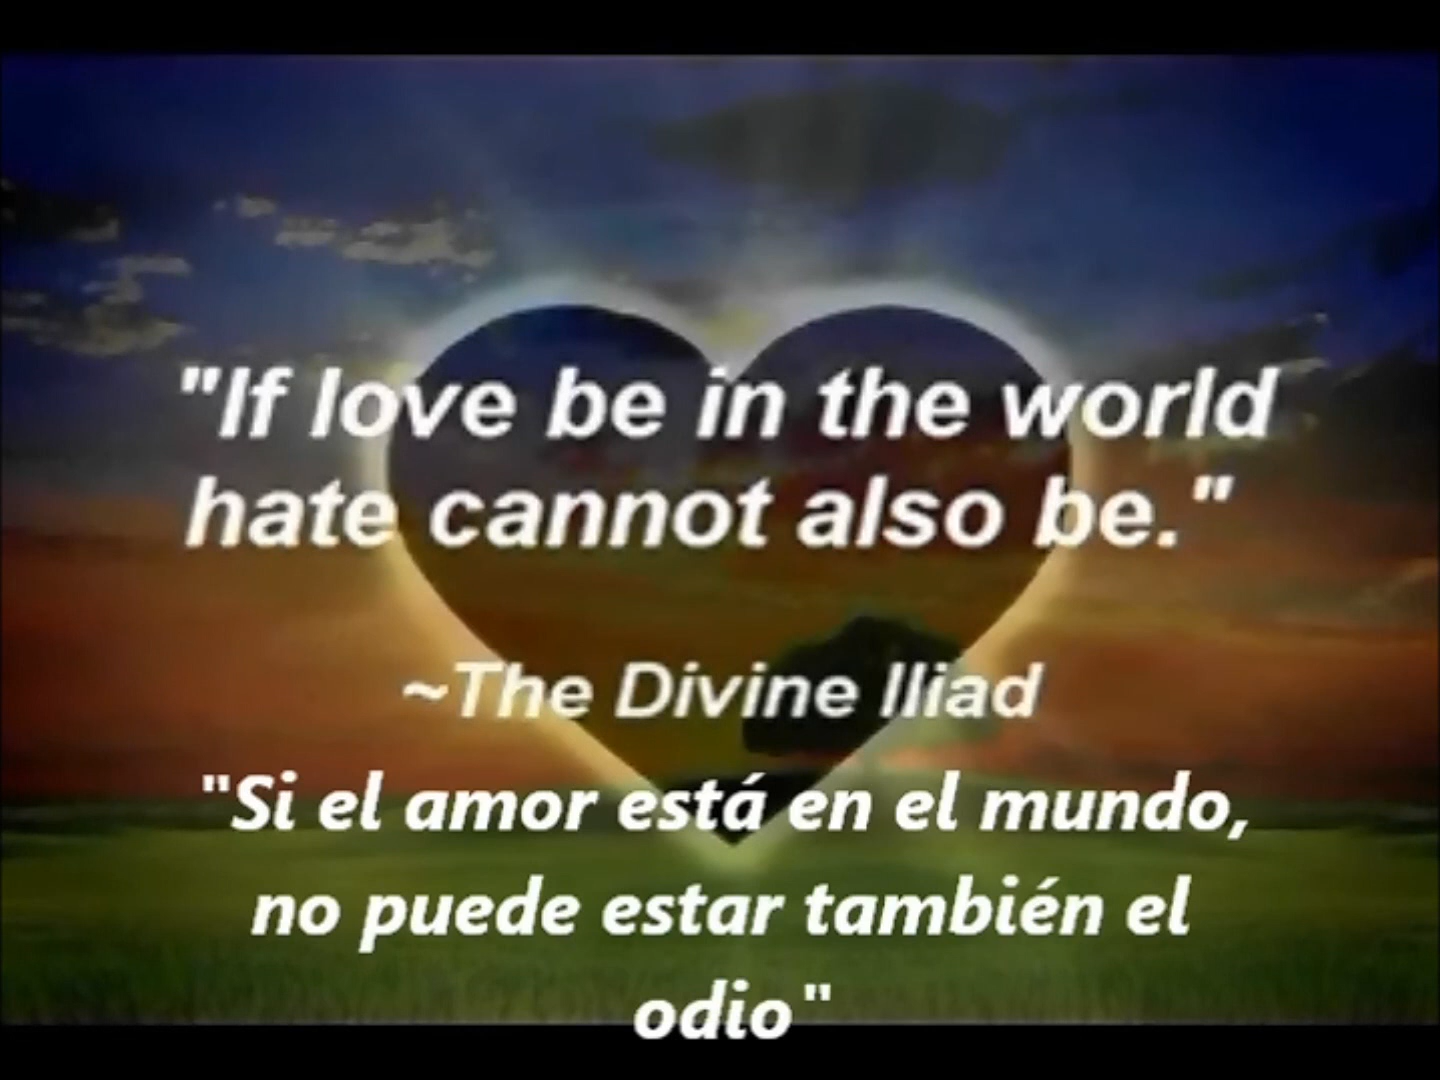 "If love be in the world
hate cannot also be."
~The Divine Iliad
"Si el amor está en el mundo,
no puede estar también el
odio"